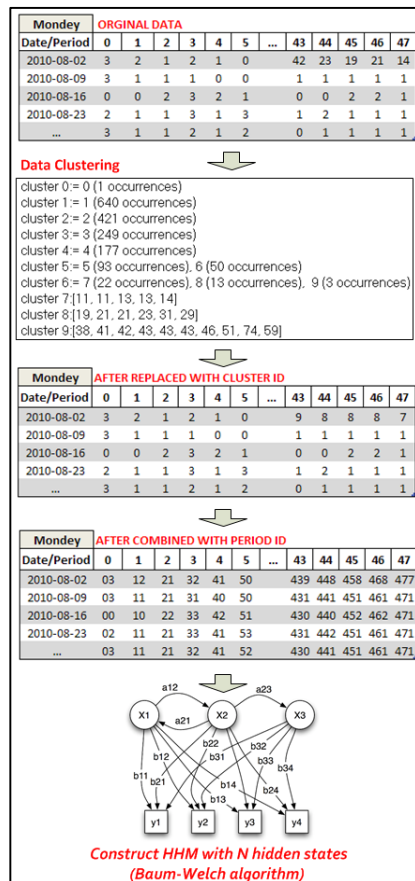 Mondey ORGINAL DATA
Date/Period 0 1 2 3 4 5 ... 43 44 45 46 47
2010-08-02 3 2 1 2 1 0 42 23 19 21 14
2010-08-09 3 1 1 1 0 0 1 1 1 1 1
2010-08-16 0 0 2 3 2 1 0 0 2 2 1
2010-08-23 2 1 1 3 1 3 1 2 1 1 1
... 3 1 1 2 1 2 0 1 1 1 1
Data Clustering
cluster 0:= 0 (1 occurrences)
cluster 1:= 1 (640 occurrences)
cluster 2:= 2 (421 occurrences)
cluster 3:= 3 (249 occurrences)
cluster 4:= 4 (177 occurrences)
cluster 5:= 5 (93 occurrences), 6 (50 occurrences)
cluster 6:= 7 (22 occurrences), 8 (13 occurrences), 9 (3 occurrences)
cluster 7:[11, 11, 13, 13, 14]
cluster 8:[19, 21, 21, 23, 31, 29]
cluster 9:[38, 41, 42, 43, 43, 43, 46, 51, 74, 59]
Mondey AFTER REPLACED WITH CLUSTER ID
Date/Period 0 1 2 3 4 5 ... 43 44 45 46 47
2010-08-02 3 2 1 2 1 0 9 8 8 8 7
2010-08-09 3 1 1 1 0 0 1 1 1 1 1
2010-08-16 0 0 2 3 2 1 0 0 2 2 1
2010-08-23 2 1 1 3 1 3 1 2 1 1 1
... 3 1 1 2 1 2 0 1 1 1 1
Mondey AFTER COMBINED WITH PERIOD ID
Date/Period 0 1 2 3 4 5 ... 43 44 45 46 47
2010-08-02 03 12 21 32 41 50 439 448 458 468 477
2010-08-09 03 11 21 31 40 50 431 441 451 461 471
2010-08-16 00 10 22 33 42 51 430 440 452 462 471
2010-08-23 02 11 21 33 41 53 431 442 451 461 471
... 03 11 21 32 41 52 430 441 451 461 471
a12 a23
X1 a21 X2 X3
b12 b22 b32
b11 b21 b31 b33 b34
b14
b13 b24
y1 y2 y3 y4
Construct HHM with N hidden states
(Baum-Welch algorithm)